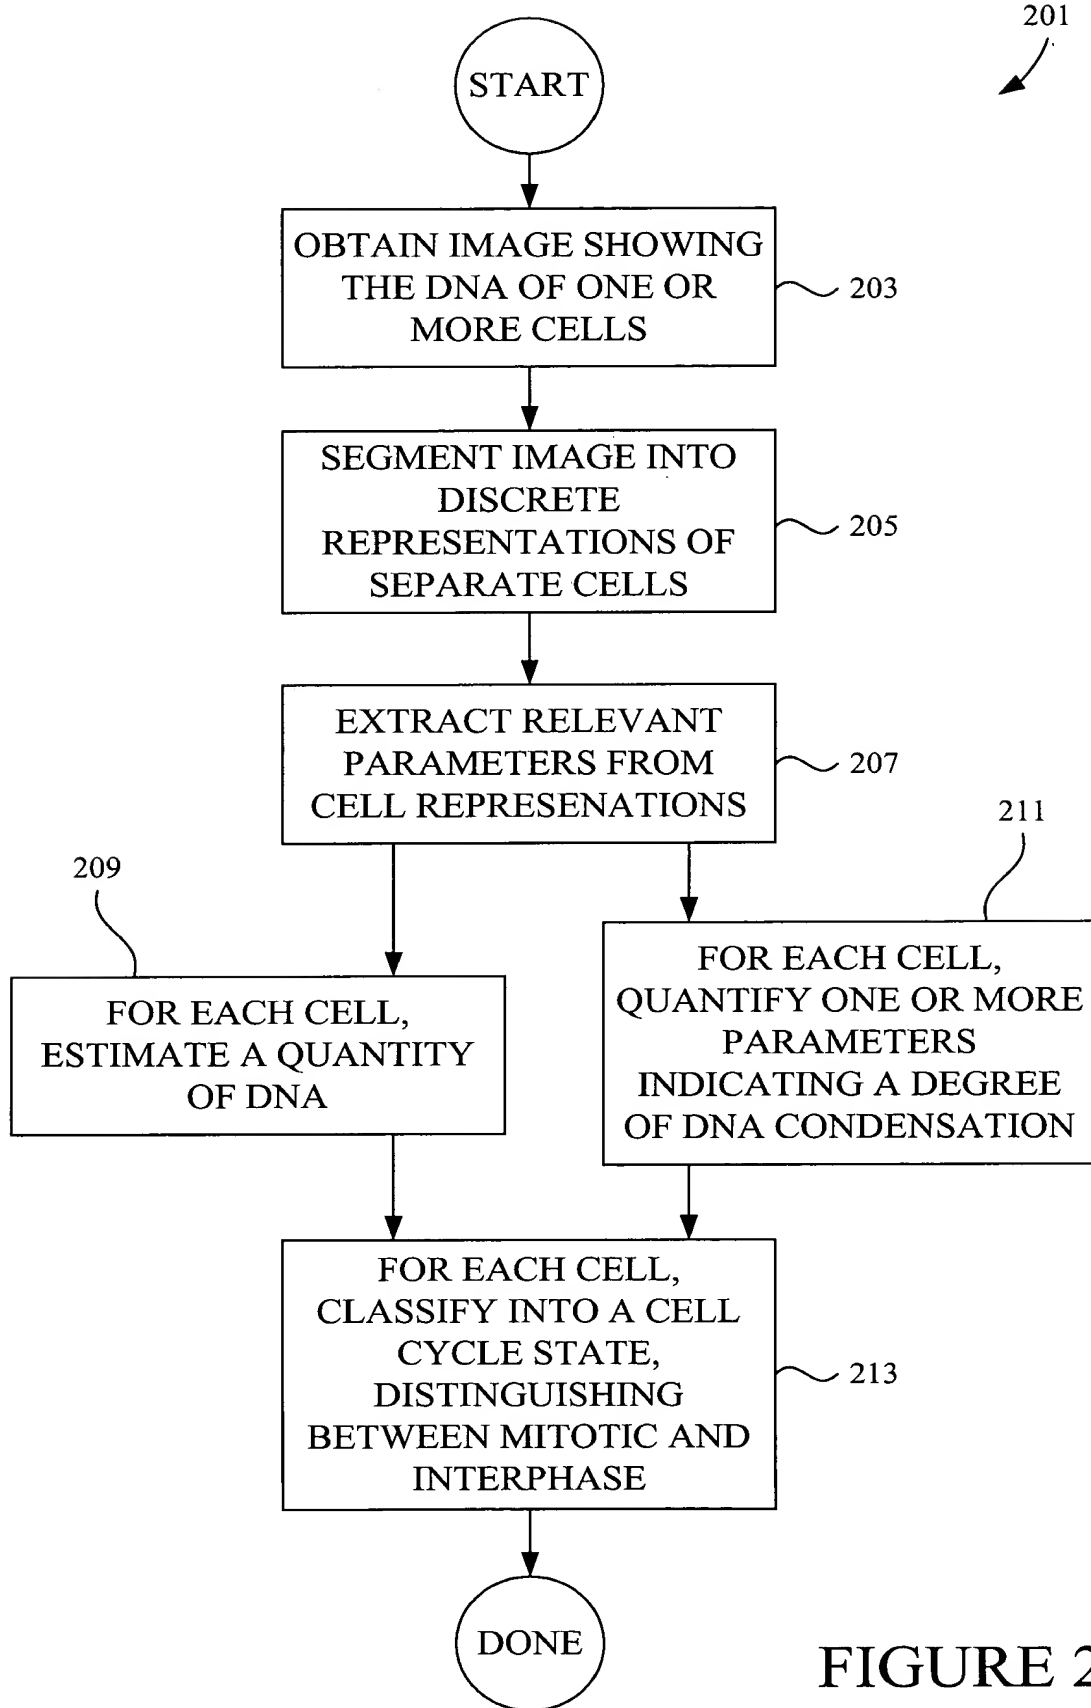 201
START
OBTAIN IMAGE SHOWING
THE DNA OF ONE OR
MORE CELLS
203
SEGMENT IMAGE INTO
DISCRETE
REPRESENTATIONS OF
SEPARATE CELLS
205
EXTRACT RELEVANT
PARAMETERS FROM
CELL REPRESENATIONS
207
209
211
FOR EACH CELL,
ESTIMATE A QUANTITY
OF DNA
FOR EACH CELL,
QUANTIFY ONE OR MORE
PARAMETERS
INDICATING A DEGREE
OF DNA CONDENSATION
FOR EACH CELL,
CLASSIFY INTO A CELL
CYCLE STATE,
DISTINGUISHING
BETWEEN MITOTIC AND
INTERPHASE
213
DONE
FIGURE 2